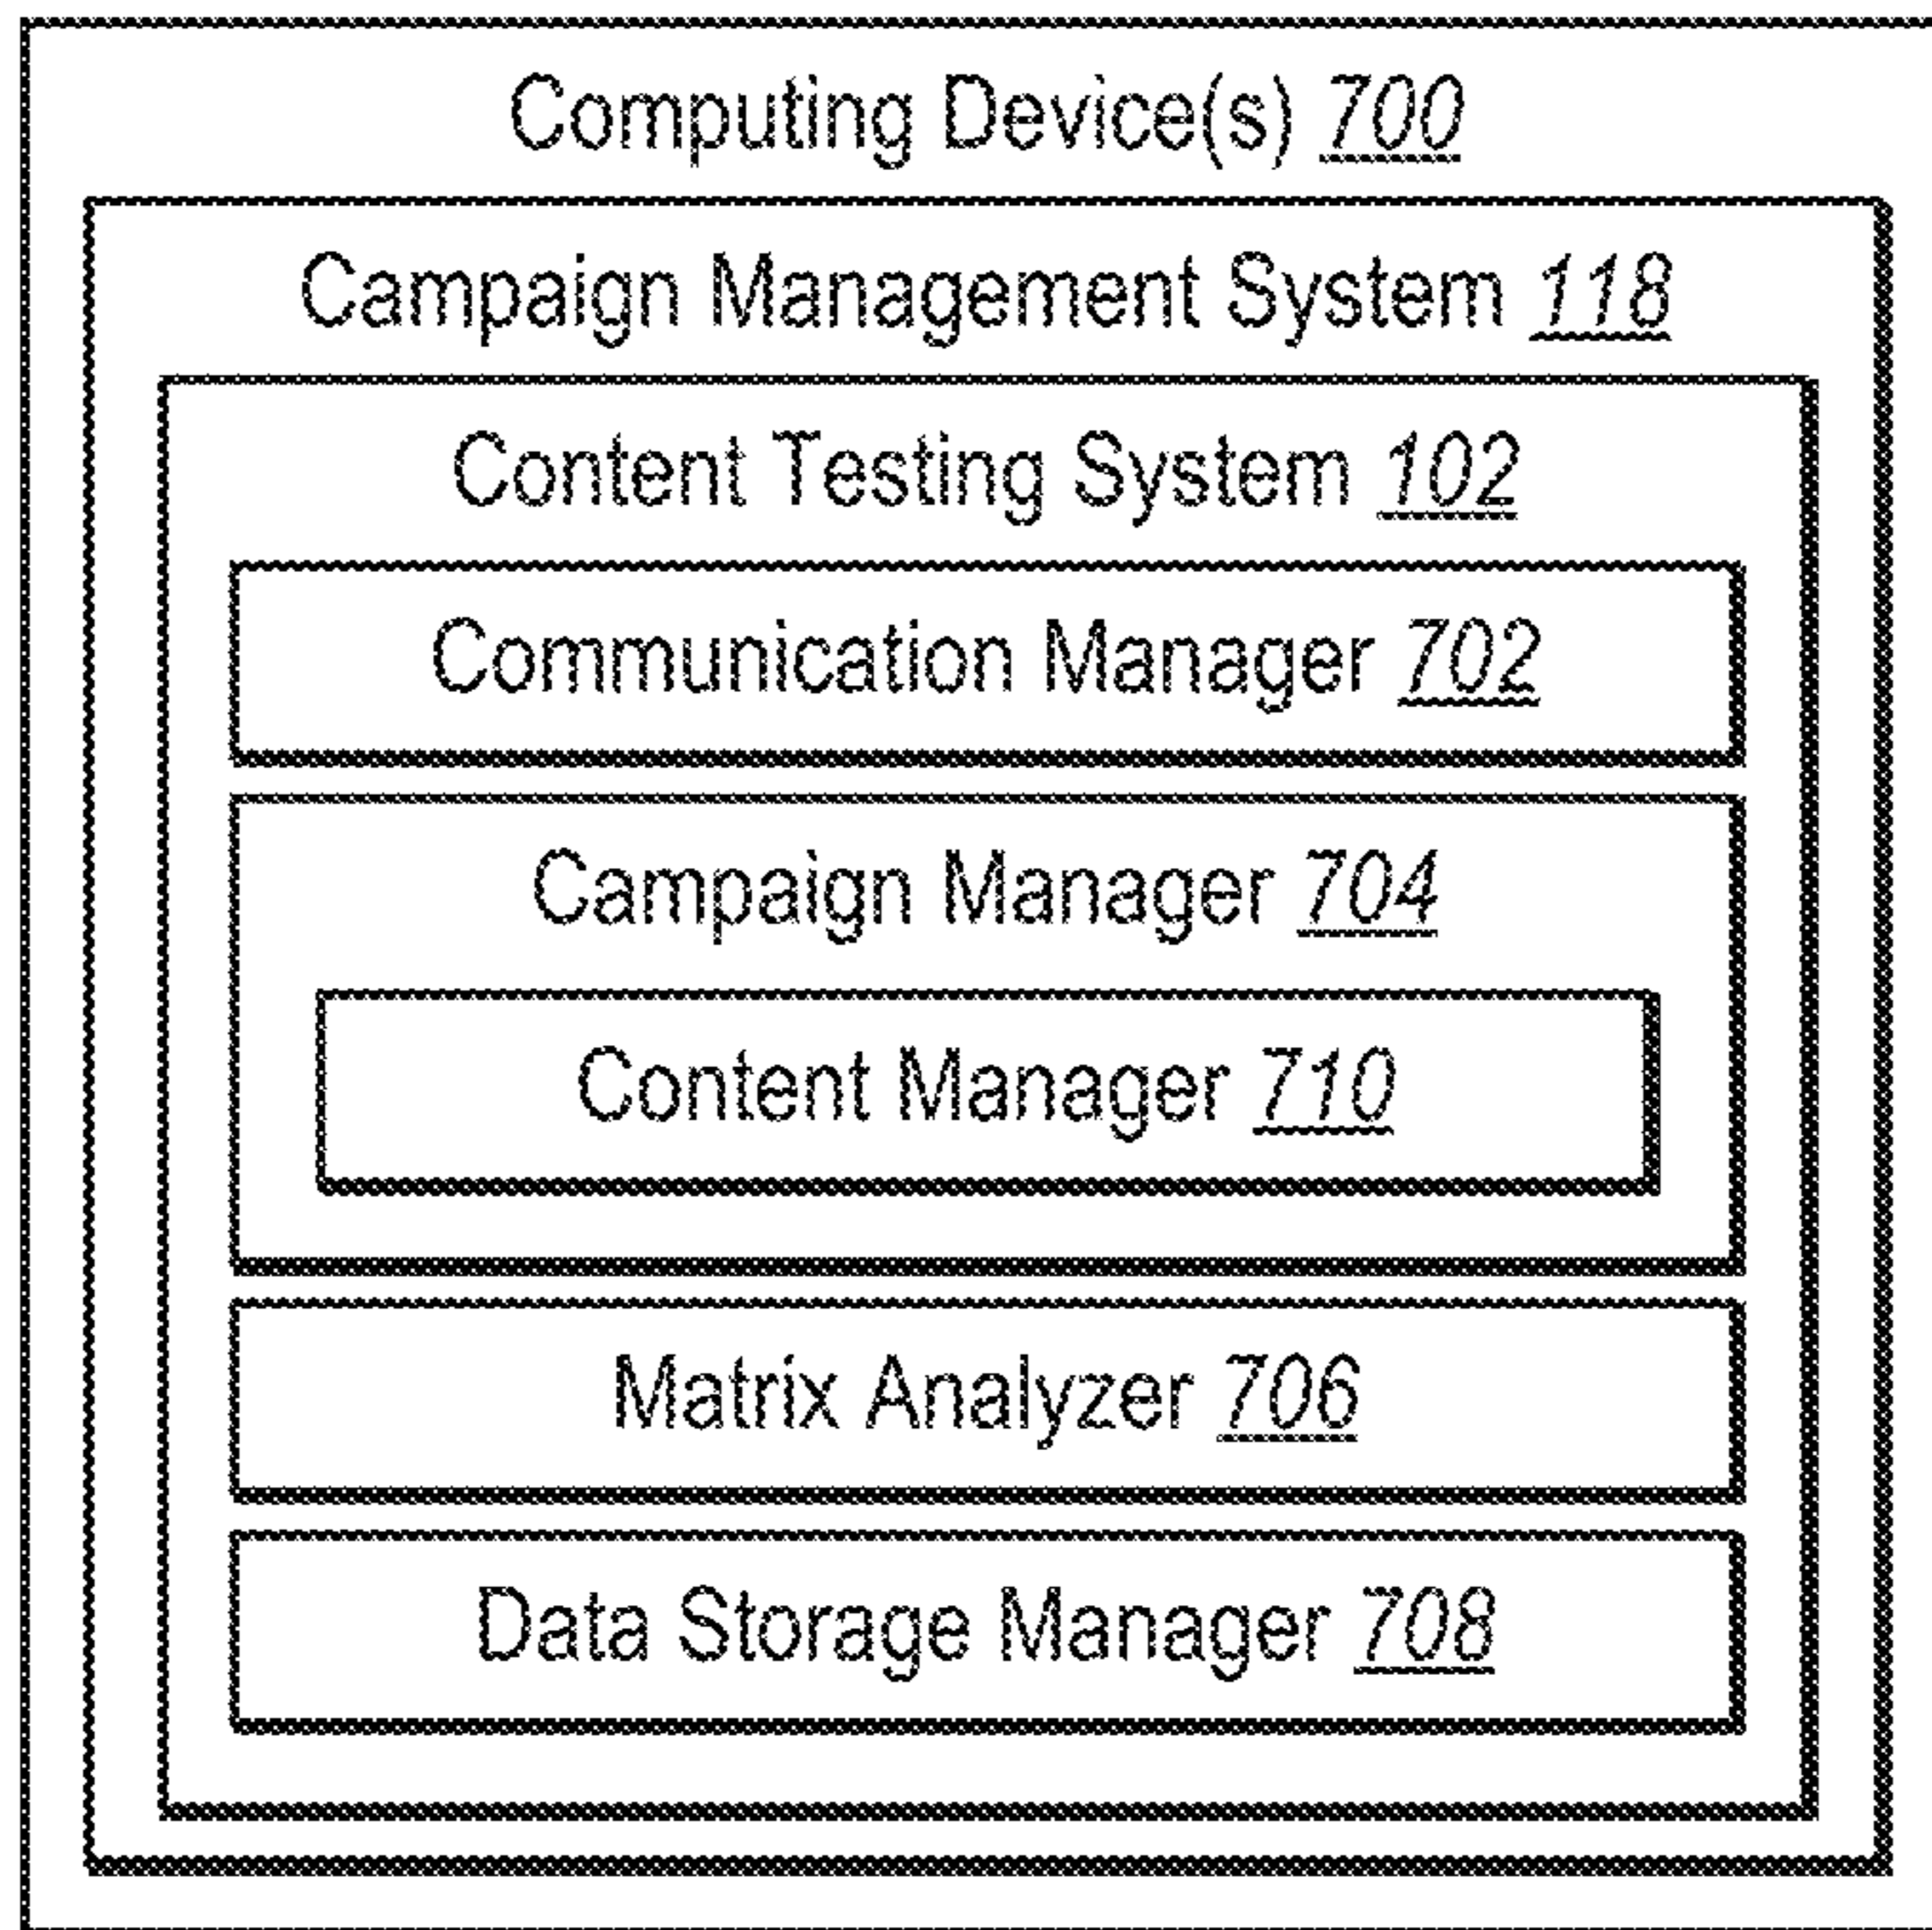 Computing Device(s) 700
Campaign Management System 118
Content Testing System 102
Communication Manager 702
Campaign Manager 704
Content Manager 710
Matrix Analyzer 706
Data Storage Manager 708